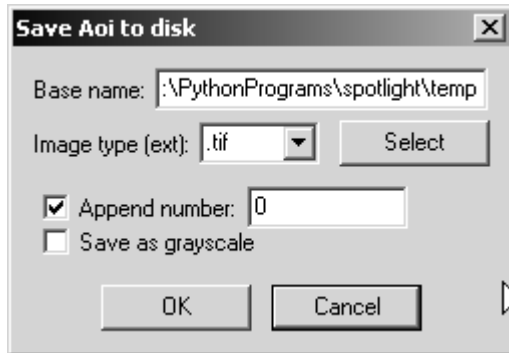 Save Aoi to disk
Base name: :\PythonPrograms\spotlight\temp
Image type (ext): .tif Select
Append number: 0
Save as grayscale
OK Cancel